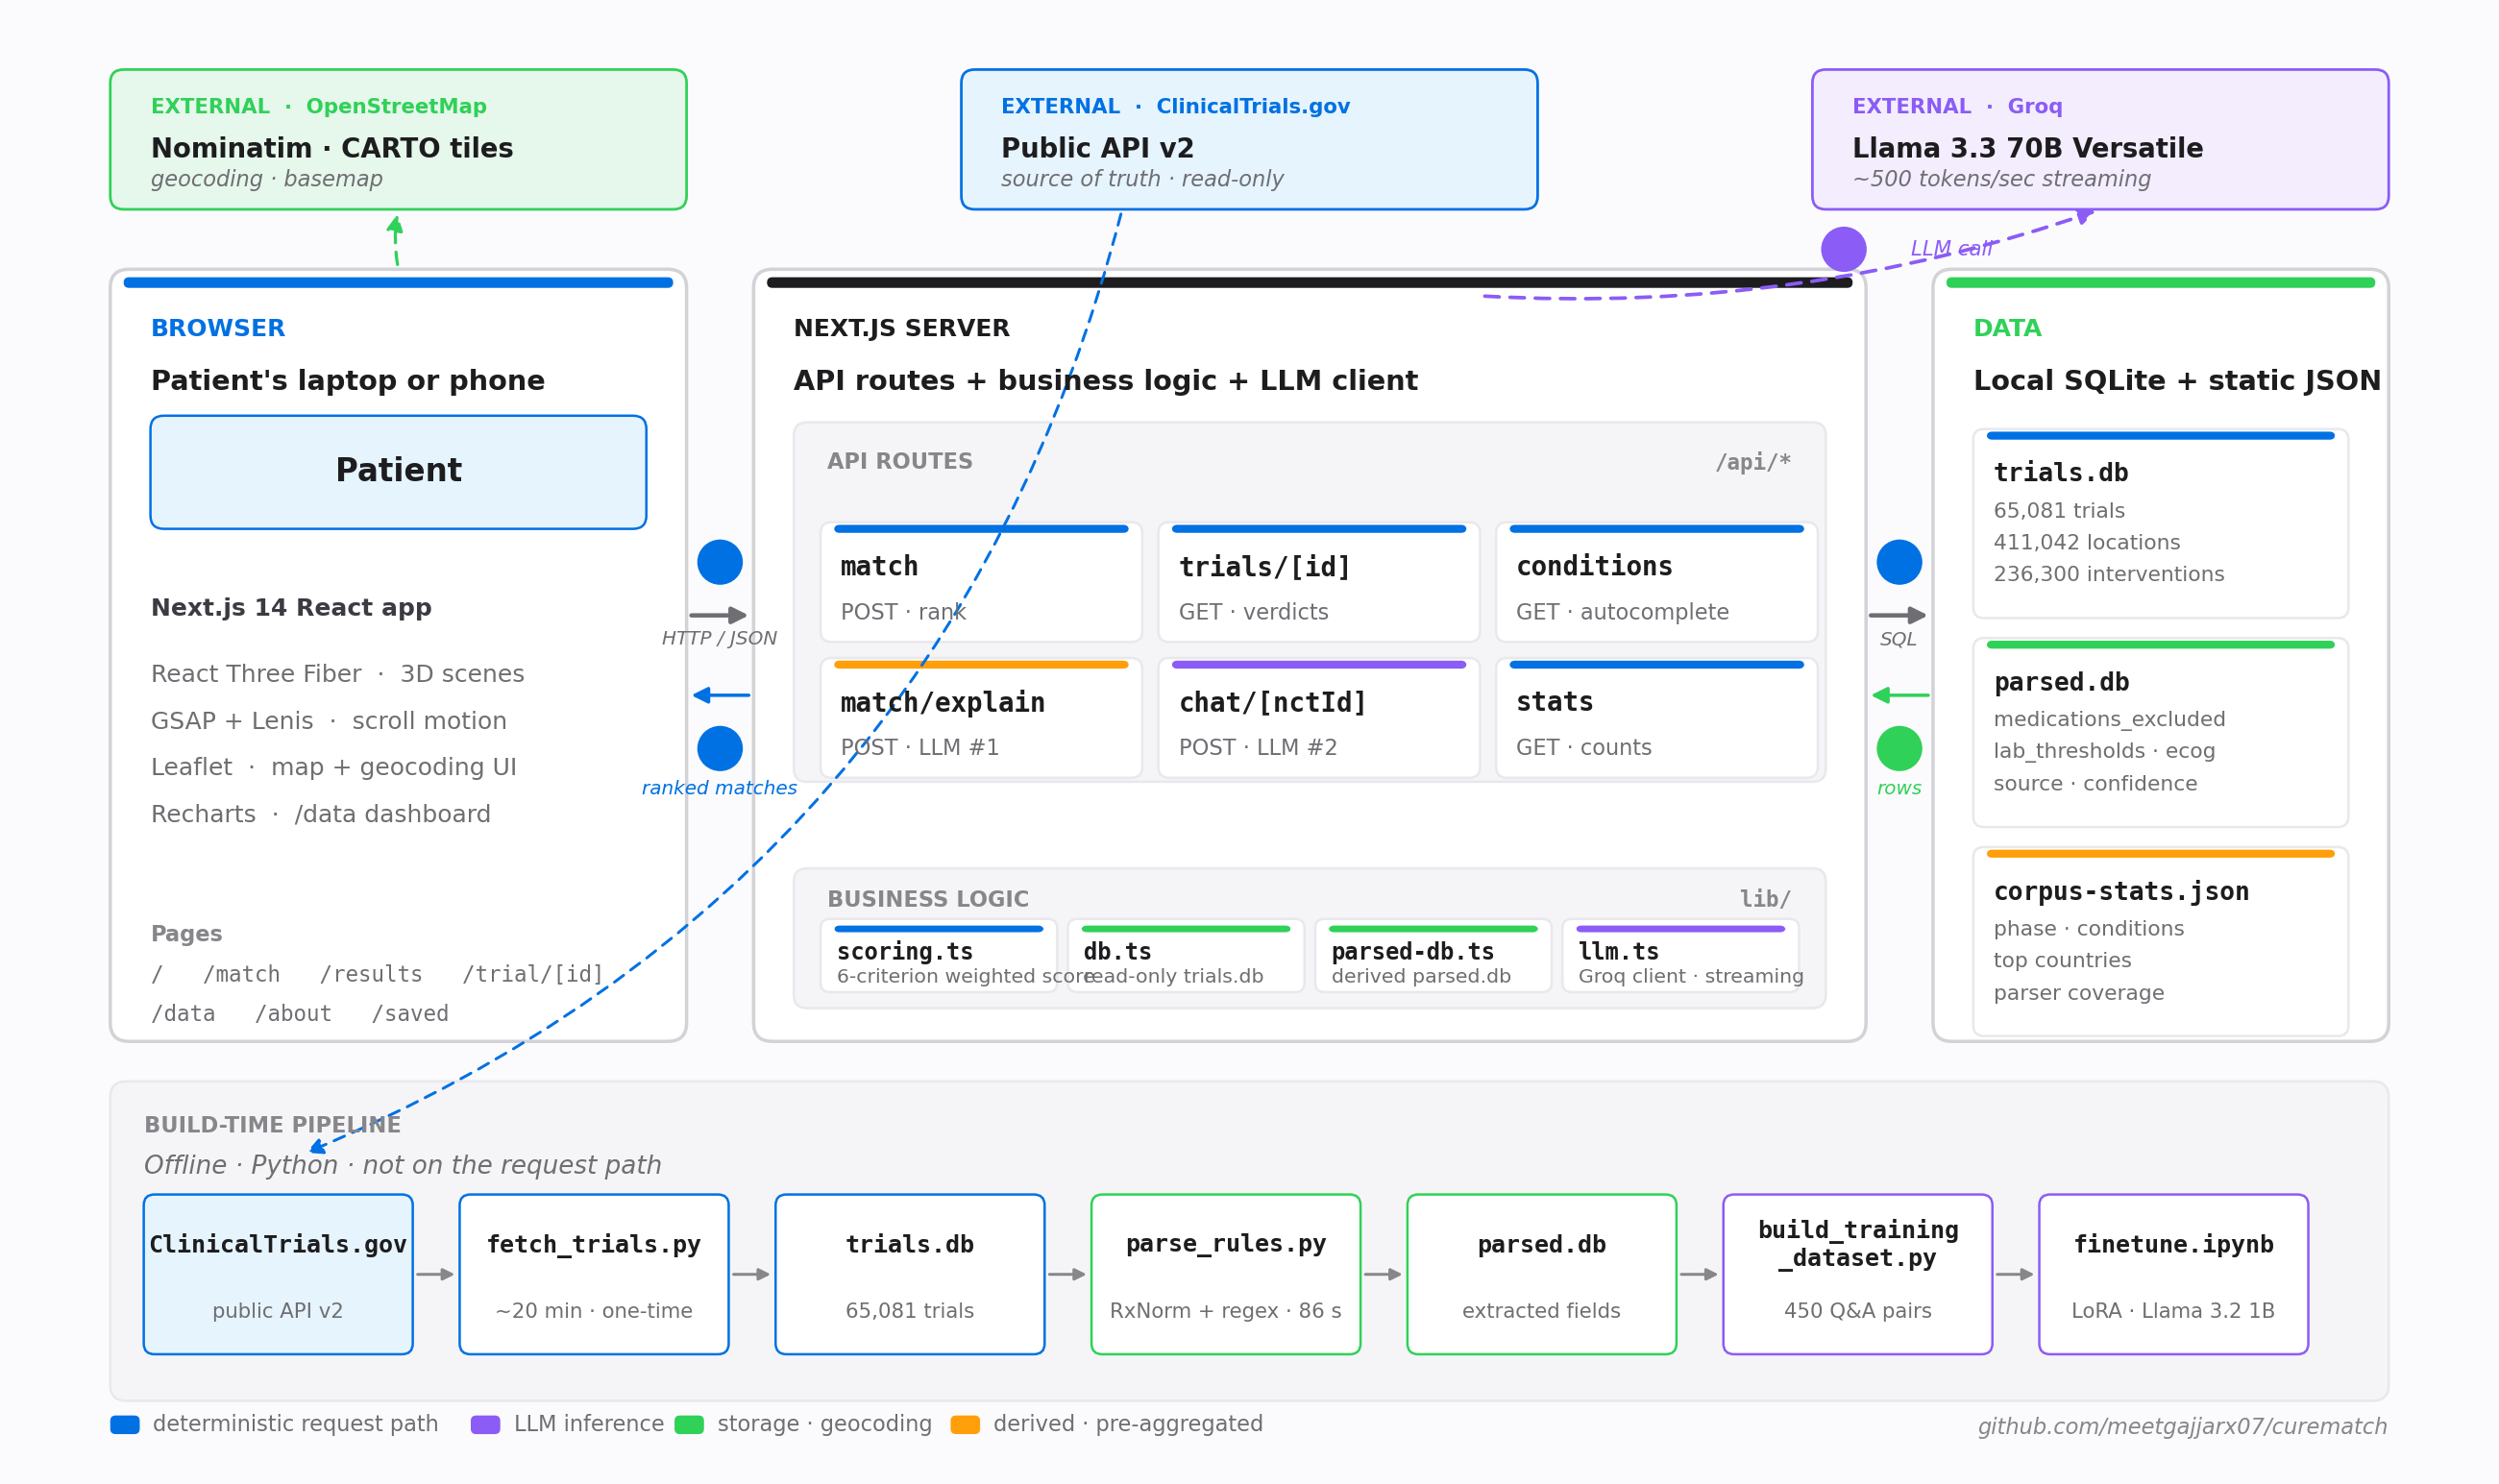 EXTERNAL · OpenStreetMap
Nominatim · CARTO tiles
geocoding · basemap
EXTERNAL · ClinicalTrials.gov
Public API v2
source of truth · read-only
EXTERNAL · Groq
Llama 3.3 70B Versatile
~500 tokens/sec streaming
LLM call
BROWSER
Patient's laptop or phone
Patient
Next.js 14 React app
React Three Fiber · 3D scenes
GSAP + Lenis · scroll motion
Leaflet · map + geocoding UI
Recharts · /data dashboard
Pages
/ /match /results /trial/[id]
/data /about /saved
HTTP / JSON
ranked matches
NEXT.JS SERVER
API routes + business logic + LLM client
API ROUTES /api/*
match
POST · rank
trials/[id]
GET · verdicts
conditions
GET · autocomplete
match/explain
POST · LLM #1
chat/[nctId]
POST · LLM #2
stats
GET · counts
BUSINESS LOGIC lib/
scoring.ts
6-criterion weighted score
db.ts
read-only trials.db
parsed-db.ts
derived parsed.db
llm.ts
Groq client · streaming
SQL
rows
DATA
Local SQLite + static JSON
trials.db
65,081 trials
411,042 locations
236,300 interventions
parsed.db
medications_excluded
lab_thresholds · ecog
source · confidence
corpus-stats.json
phase · conditions
top countries
parser coverage
BUILD-TIME PIPELINE
Offline · Python · not on the request path
ClinicalTrials.gov
public API v2
fetch_trials.py
~20 min · one-time
trials.db
65,081 trials
parse_rules.py
RxNorm + regex · 86 s
parsed.db
extracted fields
build_training
_dataset.py
450 Q&A pairs
finetune.ipynb
LoRA · Llama 3.2 1B
deterministic request path
LLM inference
storage · geocoding
derived · pre-aggregated
github.com/meetgajjarx07/curematch